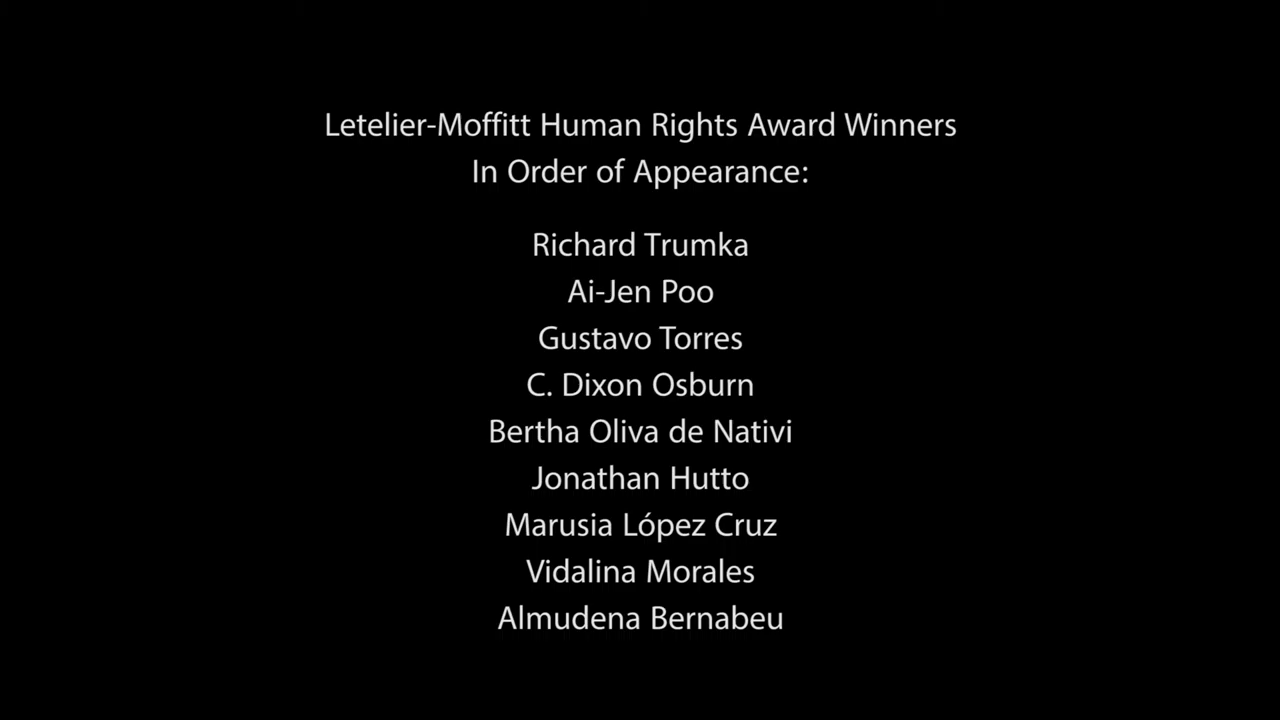 Letelier-Moffitt Human Rights Award Winners
In Order of Appearance:
Richard Trumka
Ai-Jen Poo
Gustavo Torres
C. Dixon Osburn
Bertha Oliva de Nativi
Jonathan Hutto
Marusia López Cruz
Vidalina Morales
Almudena Bernabeu